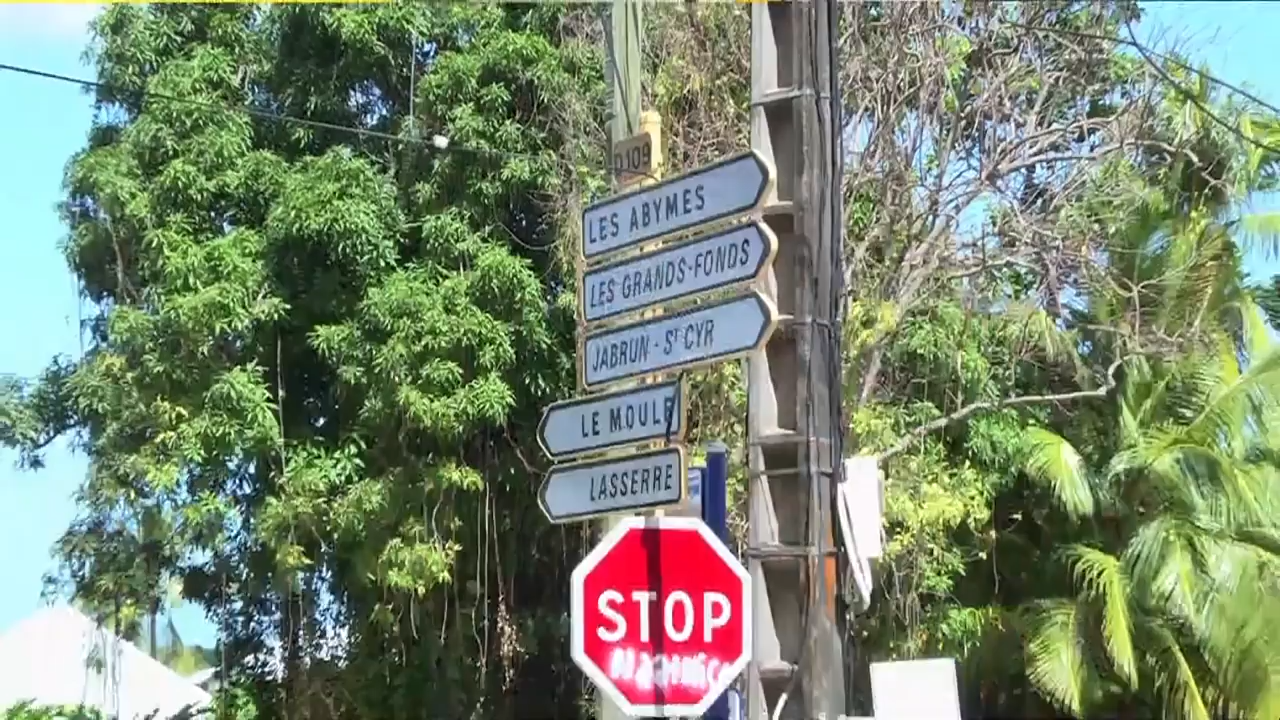 D109
LES ABYMES
LES GRANDS-FONDS
JABRUN - St CYR
LE MOULE
LASSERRE
STOP